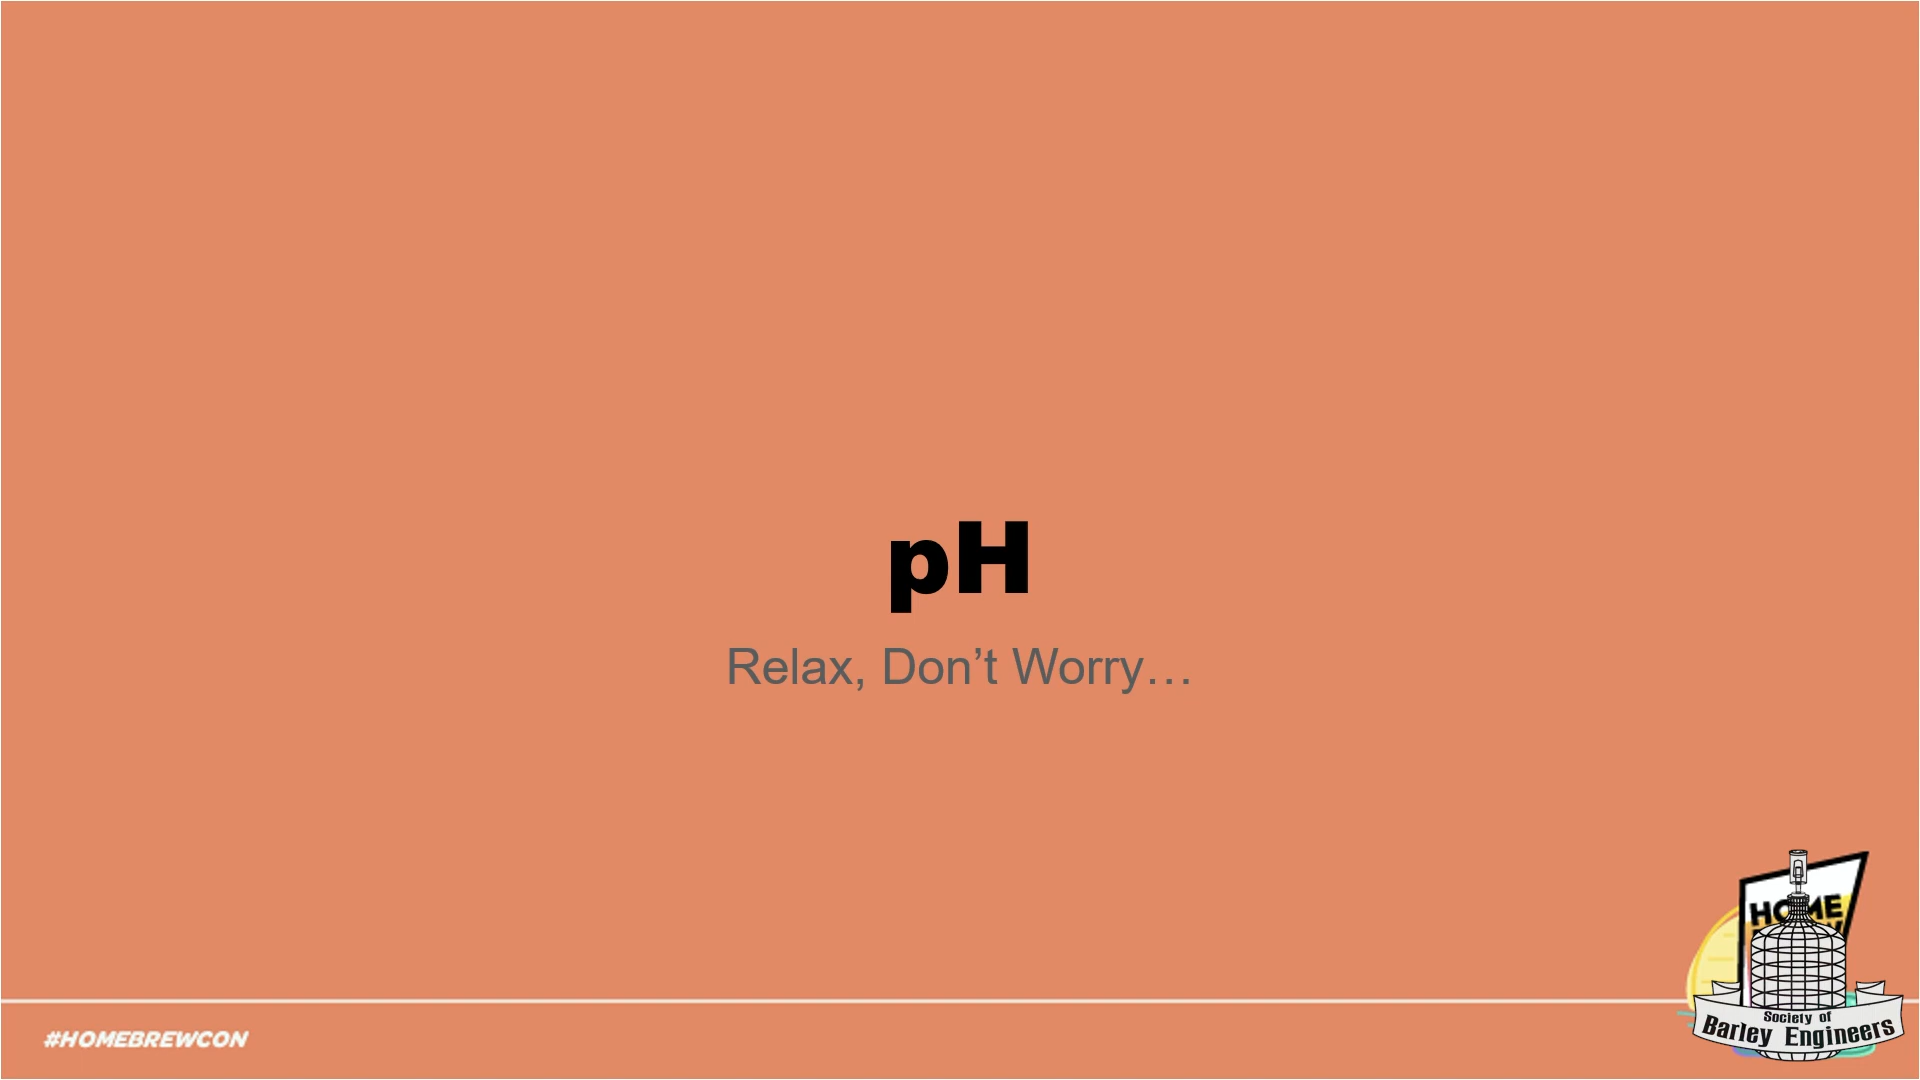 pH
Relax, Don’t Worry…
HOME
#HOMEBREWCON
Society of
Barley Engineers